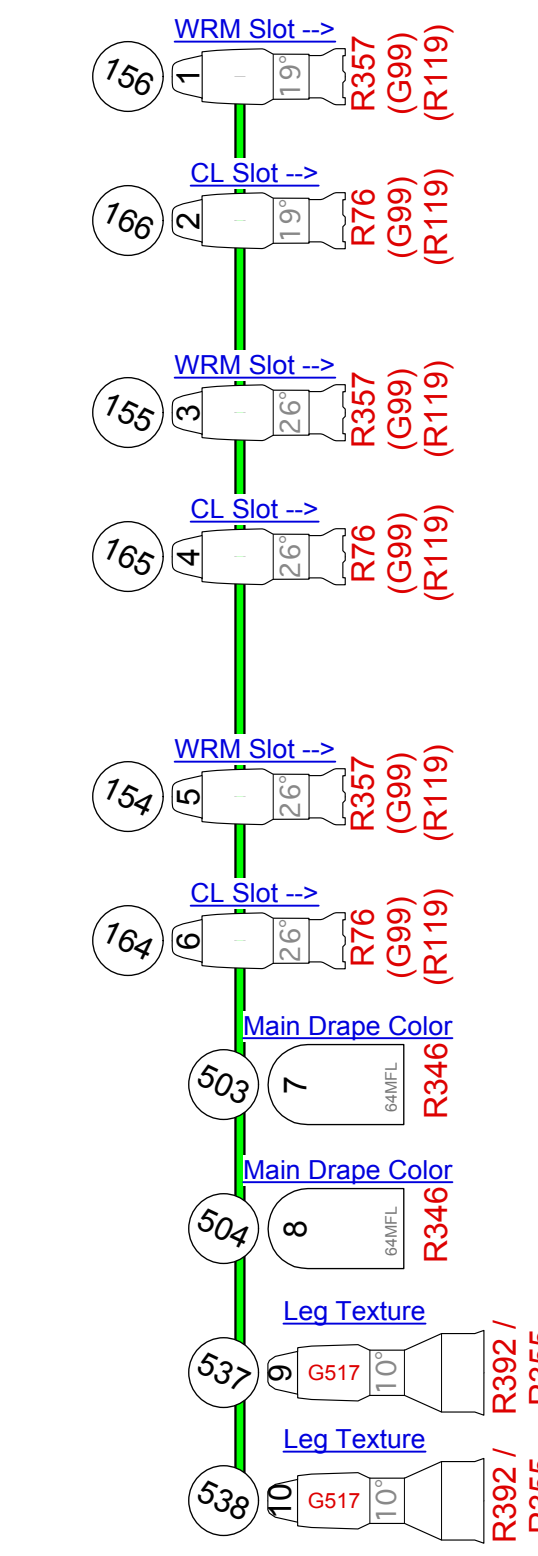 WRM Slot -->
156
1
19°
R357
(G99)
(R119)
CL Slot -->
166
2
19°
R76
(G99)
(R119)
WRM Slot -->
155
3
26°
R357
(G99)
(R119)
CL Slot -->
165
4
26°
R76
(G99)
(R119)
WRM Slot -->
154
5
26°
R357
(G99)
(R119)
CL Slot -->
164
6
26°
R76
(G99)
(R119)
Main Drape Color
503
7
64MFL
R346
Main Drape Color
504
8
64MFL
R346
Leg Texture
537
9
G517
10°
R392 /
Leg Texture
538
10
G517
10°
R392 /